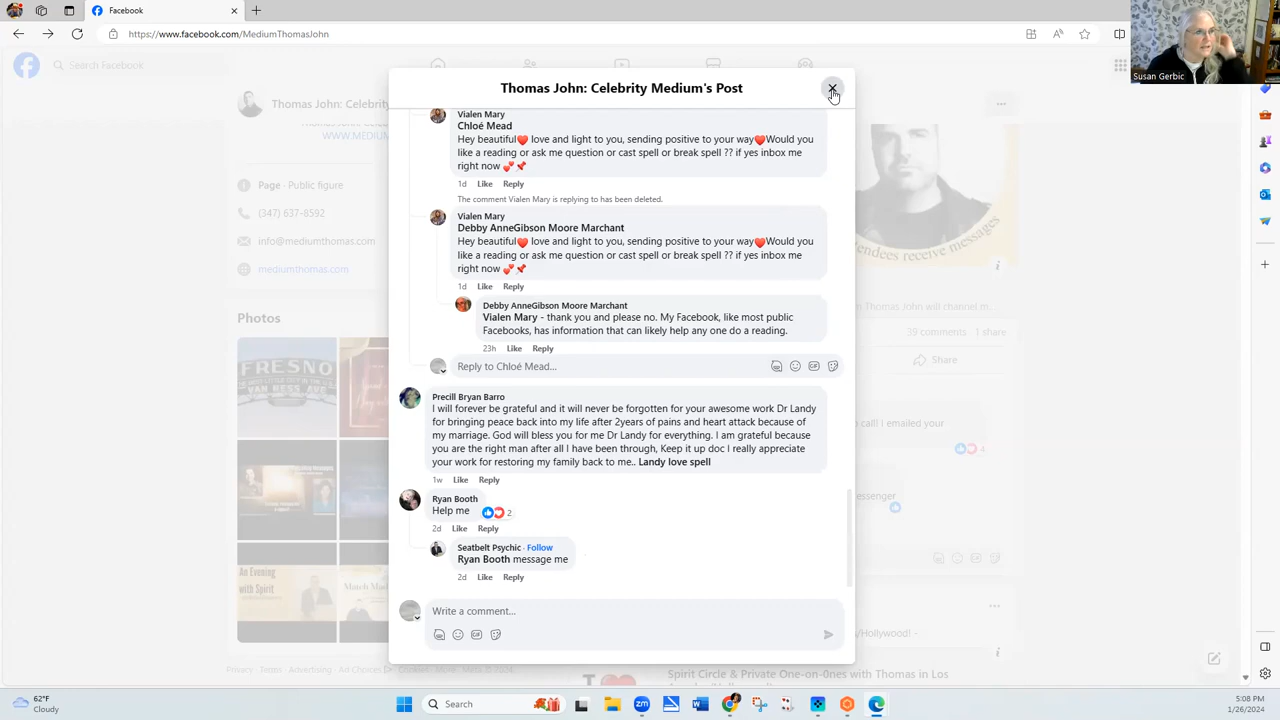 Facebook
https://www.facebook.com/MediumThomasJohn
Susan Gerbic
Search Facebook
Thomas John: Celebrity Medium's Post
Thomas John: Celebrity
WWW.MEDIUM
Page · Public figure
(347) 637-8592
info@mediumthomas.com
mediumthomas.com
Photos
FRESNO
VAN NESS AVE
An Evening
with Spirit
Privacy · Terms · Advertising · Ad Choices · Cookies · More · Meta © 2024
Vialen Mary
Chloé Mead
Hey beautiful❤️ love and light to you, sending positive to your way❤️Would you
like a reading or ask me question or cast spell or break spell ?? if yes inbox me
right now 💕📌
1d Like Reply
The comment Vialen Mary is replying to has been deleted.
Vialen Mary
Debby AnneGibson Moore Marchant
Hey beautiful❤️ love and light to you, sending positive to your way❤️Would you
like a reading or ask me question or cast spell or break spell ?? if yes inbox me
right now 💕📌
1d Like Reply
Debby AnneGibson Moore Marchant
Vialen Mary - thank you and please no. My Facebook, like most public
Facebooks, has information that can likely help any one do a reading.
23h Like Reply
Reply to Chloé Mead...
Precill Bryan Barro
I will forever be grateful and it will never be forgotten for your awesome work Dr Landy
for bringing peace back into my life after 2years of pains and heart attack because of
my marriage. God will bless you for me Dr Landy for everything. I am grateful because
you are the right man after all I have been through, Keep it up doc I really appreciate
your work for restoring my family back to me.. Landy love spell
1w Like Reply
Ryan Booth
Help me
2
2d Like Reply
Seatbelt Psychic · Follow
Ryan Booth message me
2d Like Reply
Write a comment...
endees receive messages
m Thomas John will channel m...
39 comments 1 share
Share
call! I emailed your
4
essenger
/Hollywood! -
Spirit Circle & Private One-on-0nes with Thomas in Los
62°F
Cloudy
Search
5:08 PM
1/26/2024